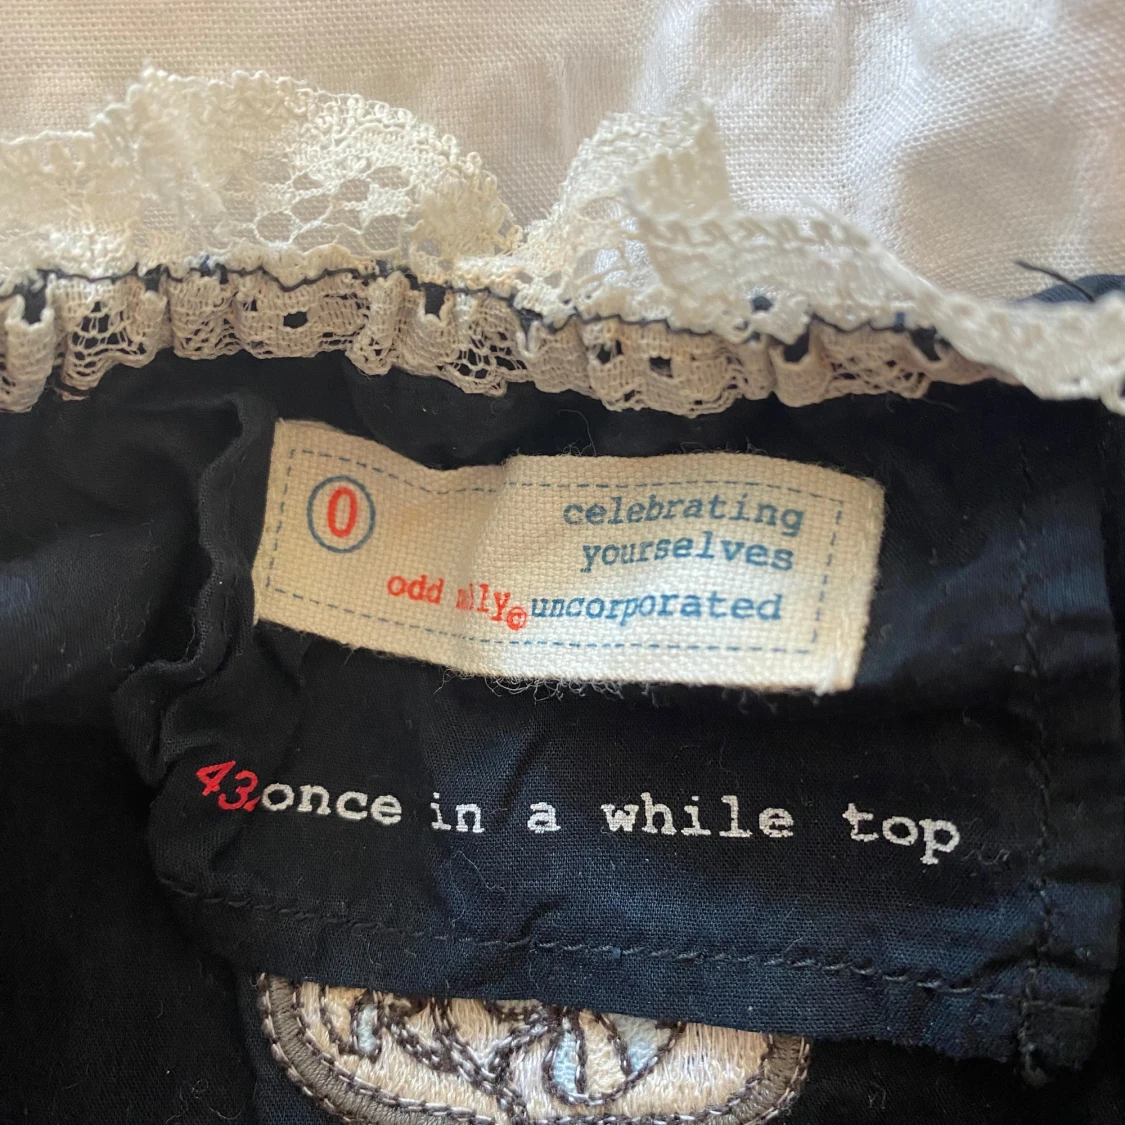 0
celebrating
yourselves
odd molly© uncorporated
43. once in a while top